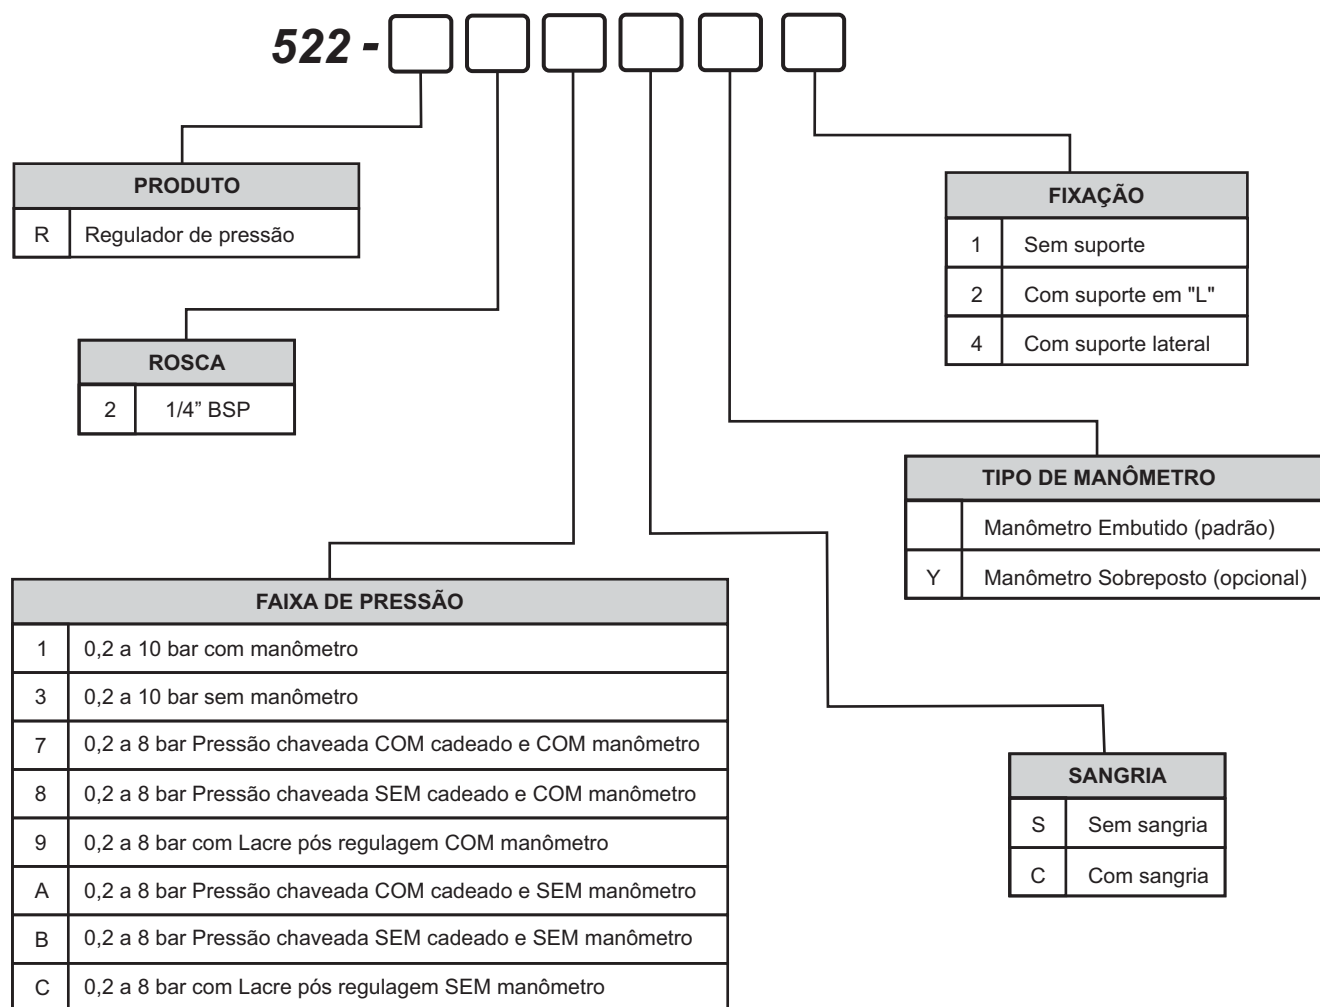 522 -
PRODUTO
R Regulador de pressão
FIXAÇÃO
1 Sem suporte
2 Com suporte em "L"
4 Com suporte lateral
ROSCA
2 1/4” BSP
TIPO DE MANÔMETRO
Manômetro Embutido (padrão)
Y Manômetro Sobreposto (opcional)
FAIXA DE PRESSÃO
1 0,2 a 10 bar com manômetro
3 0,2 a 10 bar sem manômetro
7 0,2 a 8 bar Pressão chaveada COM cadeado e COM manômetro
8 0,2 a 8 bar Pressão chaveada SEM cadeado e COM manômetro
9 0,2 a 8 bar com Lacre pós regulagem COM manômetro
A 0,2 a 8 bar Pressão chaveada COM cadeado e SEM manômetro
B 0,2 a 8 bar Pressão chaveada SEM cadeado e SEM manômetro
C 0,2 a 8 bar com Lacre pós regulagem SEM manômetro
SANGRIA
S Sem sangria
C Com sangria